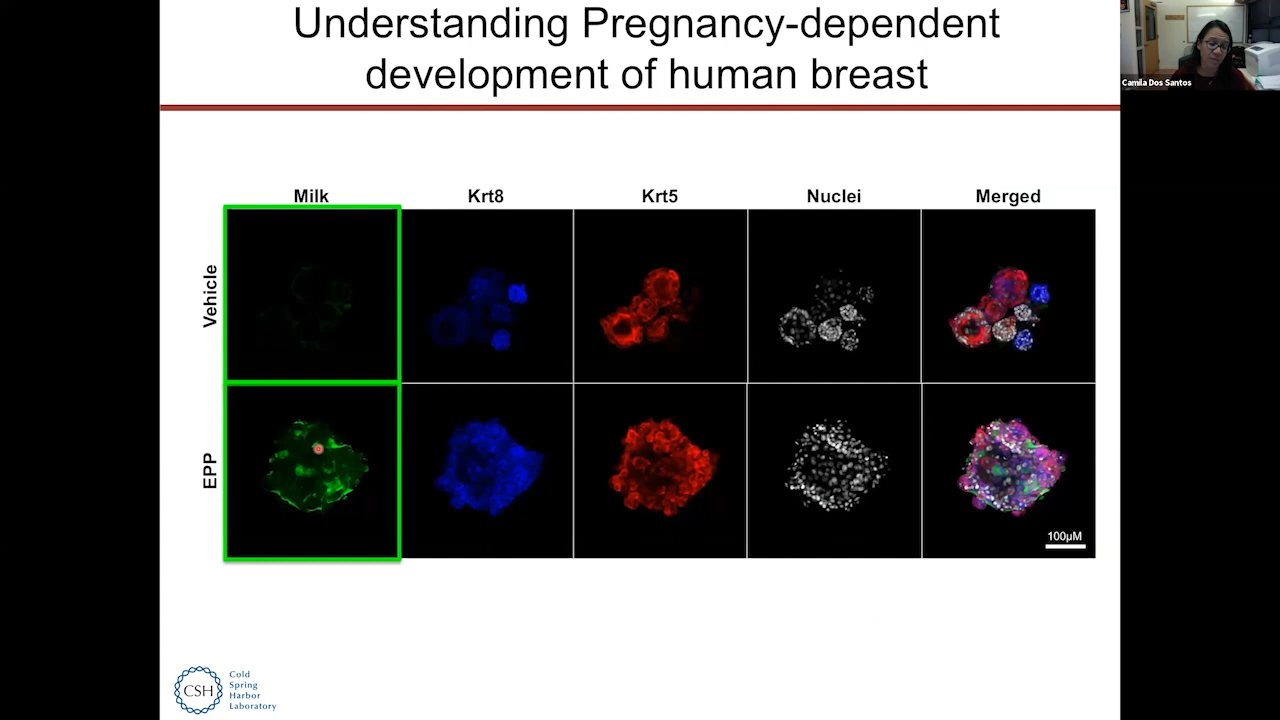 Understanding Pregnancy-dependent
development of human breast
Camila Dos Santos
Milk Krt8 Krt5 Nuclei Merged
Vehicle
EPP
100µM
CSH
Cold
Spring
Harbor
Laboratory